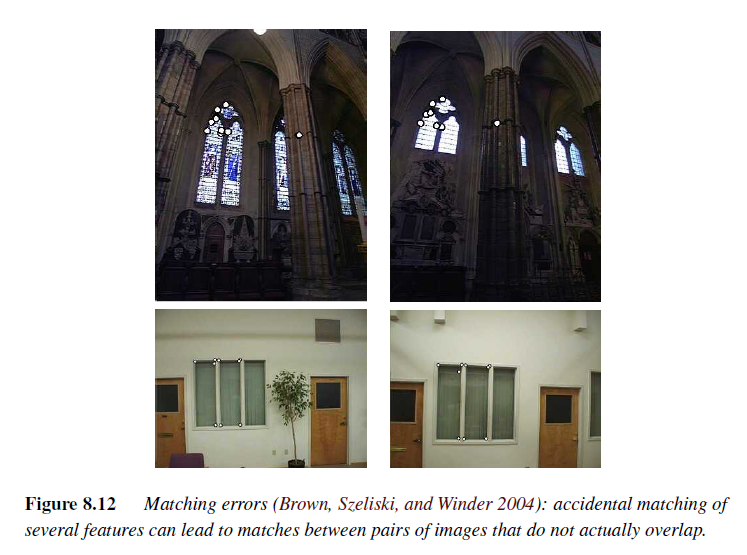 Figure 8.12 Matching errors (Brown, Szeliski, and Winder 2004): accidental matching of
several features can lead to matches between pairs of images that do not actually overlap.